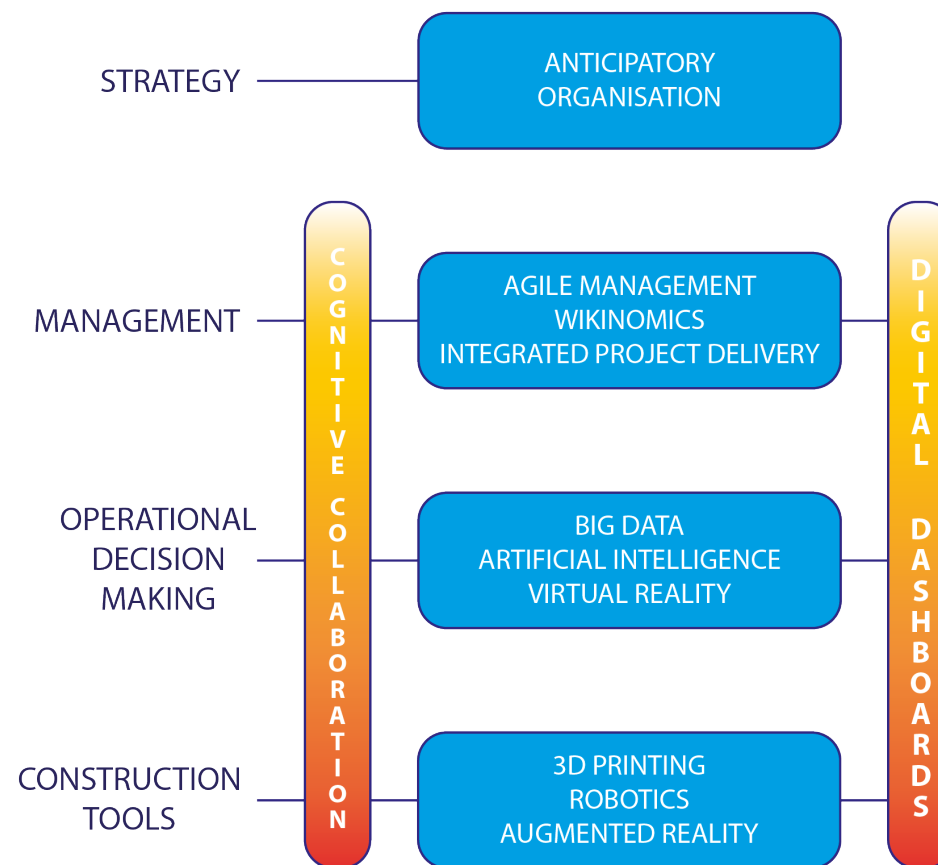 STRATEGY
ANTICIPATORY
ORGANISATION
COGNITIVE COLLABORATION
DIGITAL DASHBOARDS
MANAGEMENT
AGILE MANAGEMENT
WIKINOMICS
INTEGRATED PROJECT DELIVERY
OPERATIONAL
DECISION
MAKING
BIG DATA
ARTIFICIAL INTELLIGENCE
VIRTUAL REALITY
CONSTRUCTION
TOOLS
3D PRINTING
ROBOTICS
AUGMENTED REALITY